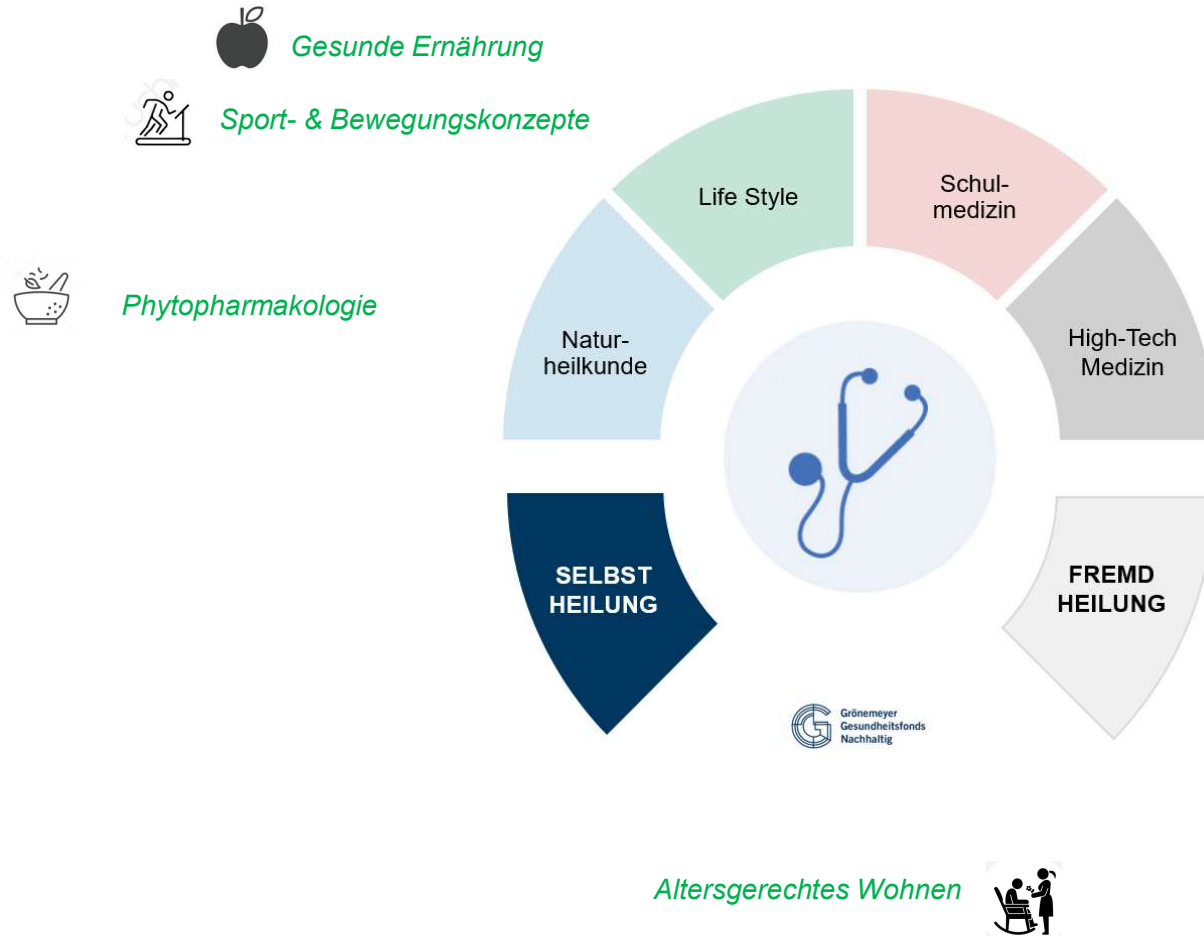 Gesunde Ernährung
Sport- & Bewegungskonzepte
Life Style
Schul-
medizin
Phytopharmakologie
Natur-
heilkunde
High-Tech
Medizin
SELBST
HEILUNG
FREMD
HEILUNG
Grönemeyer
Gesundheitsfonds
Nachhaltig
Altersgerechtes Wohnen